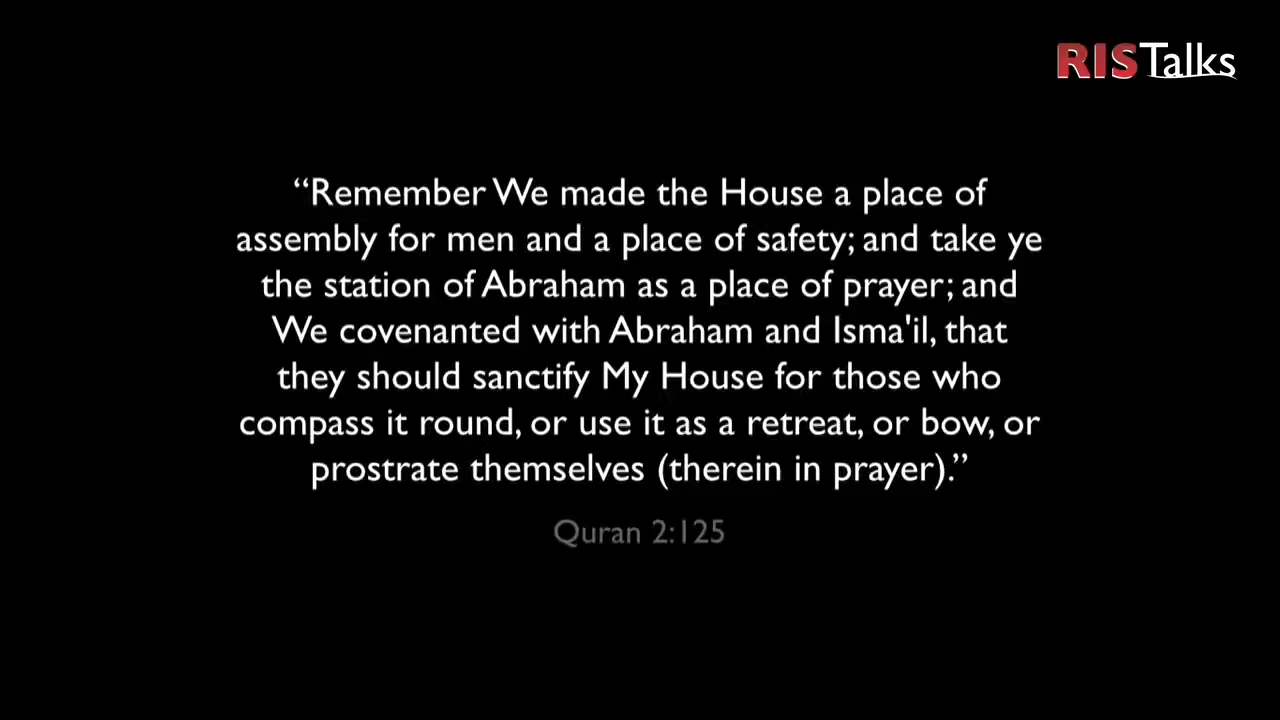 RISTalks
“Remember We made the House a place of
assembly for men and a place of safety; and take ye
the station of Abraham as a place of prayer; and
We covenanted with Abraham and Isma'il, that
they should sanctify My House for those who
compass it round, or use it as a retreat, or bow, or
prostrate themselves (therein in prayer).”
Quran 2:125